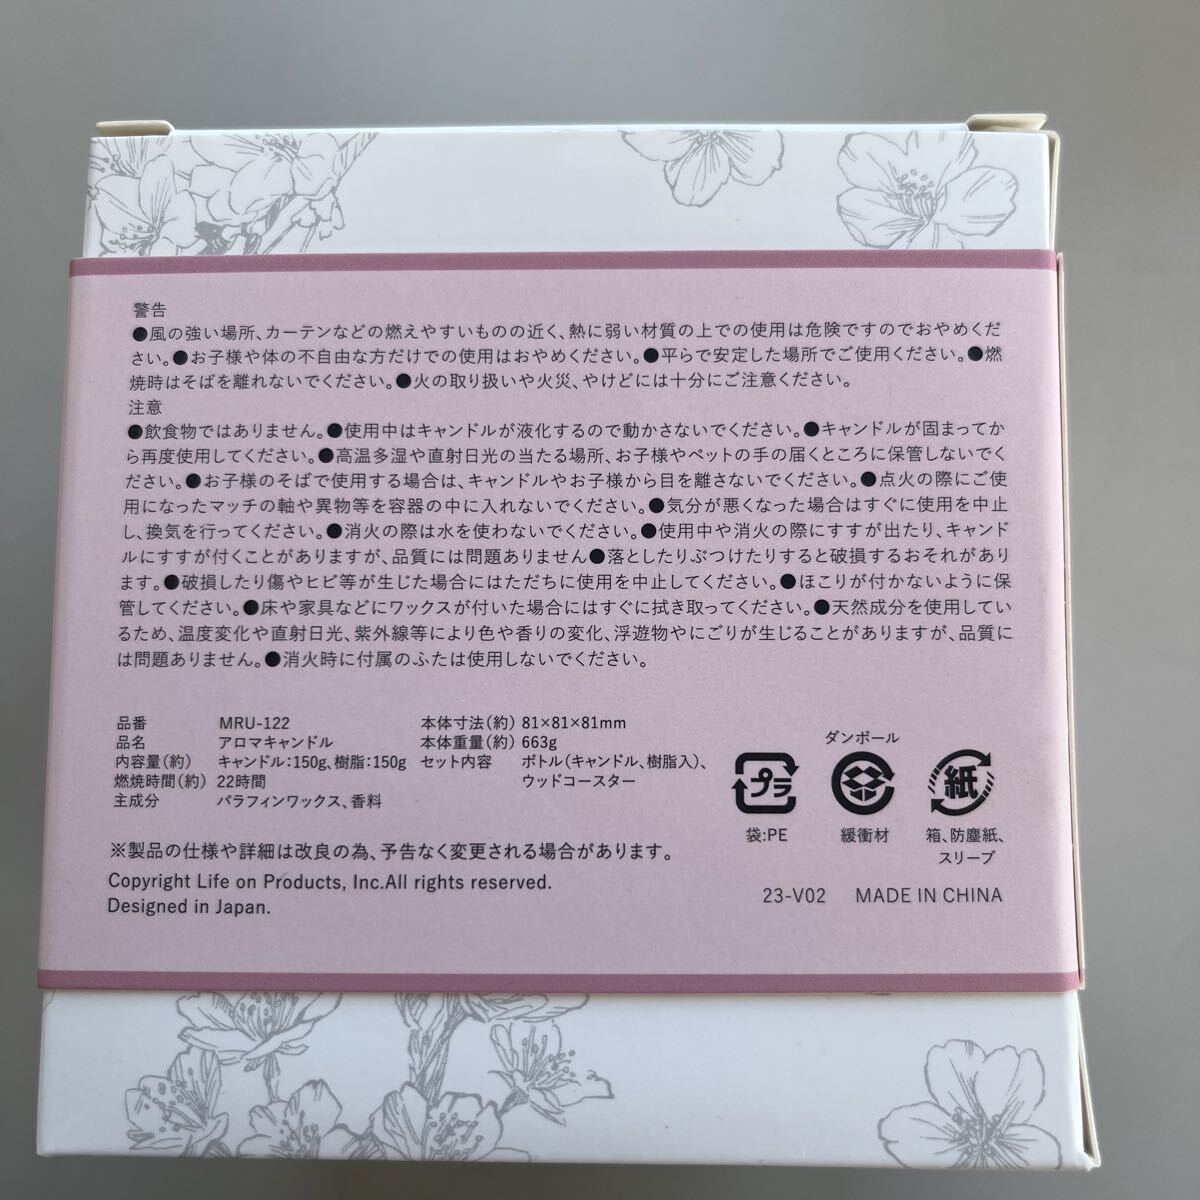 警告
●風の強い場所、カーテンなどの燃えやすいものの近く、熱に弱い材質の上での使用は危険ですのでおやめくだ
さい。●お子様や体の不自由な方だけでの使用はおやめください。●平らで安定した場所でご使用ください。●燃
焼時はそばを離れないでください。●火の取り扱いや火災、やけどには十分にご注意ください。
注意
●飲食物ではありません。●使用中はキャンドルが液化するので動かさないでください。●キャンドルが固まってか
ら再度使用してください。●高温多湿や直射日光の当たる場所、お子様やペットの手の届くところに保管しないでく
ださい。●お子様のそばで使用する場合は、キャンドルやお子様から目を離さないでください。●点火の際にご使
用になったマッチの軸や異物等を容器の中に入れないでください。●気分が悪くなった場合はすぐに使用を中止
し、換気を行ってください。●消火の際は水を使わないでください。●使用中や消火の際にすすが出たり、キャンド
ルにすすが付くことがありますが、品質には問題ありません●落としたりぶつけたりすると破損するおそれがあり
ます。●破損したり傷やヒビ等が生じた場合にはただちに使用を中止してください。●ほこりが付かないように保
管してください。●床や家具などにワックスが付いた場合にはすぐに拭き取ってください。●天然成分を使用してい
るため、温度変化や直射日光、紫外線等により色や香りの変化、浮遊物やにごりが生じることがありますが、品質に
は問題ありません。●消火時に付属のふたは使用しないでください。
品番 MRU-122 本体寸法(約) 81×81×81mm
品名 アロマキャンドル 本体重量(約) 663g
内容量(約) キャンドル:150g、樹脂:150g セット内容 ボトル(キャンドル、樹脂入)、
燃焼時間(約) 22時間 ウッドコースター
主成分 パラフィンワックス、香料
ダンボール
プラ 紙
袋:PE 緩衝材 箱、防塵紙、
スリーブ
※製品の仕様や詳細は改良の為、予告なく変更される場合があります。
Copyright Life on Products, Inc.All rights reserved.
Designed in Japan.
23-V02 MADE IN CHINA